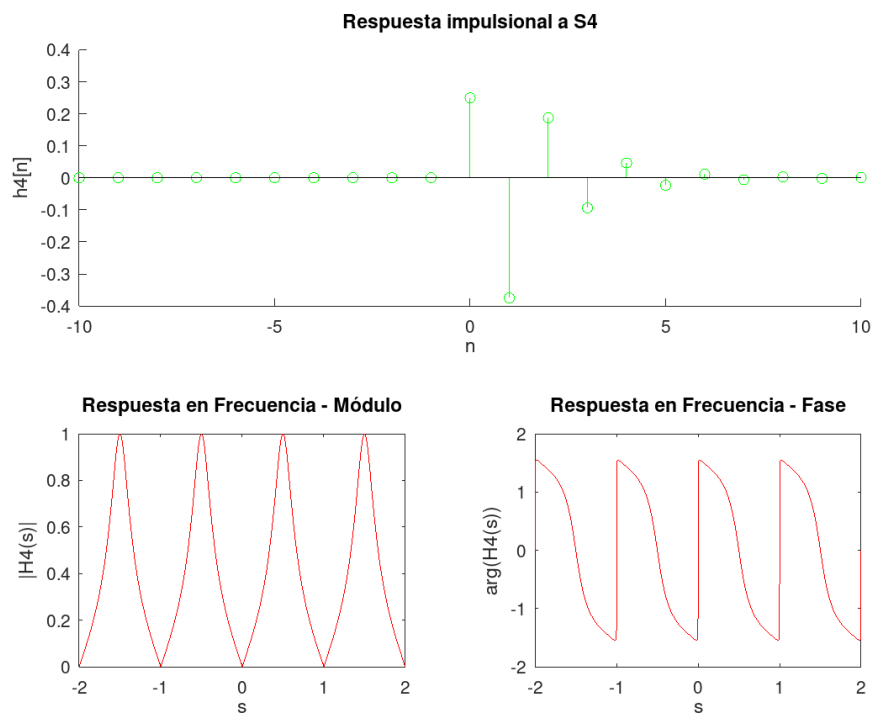 Respuesta impulsional a S4
0.4
0.3
0.2
0.1
0
-0.1
-0.2
-0.3
-0.4
h4[n]
-10 -5 0 5 10
n
Respuesta en Frecuencia - Módulo
1
0.8
0.6
0.4
0.2
0
|H4(s)|
-2 -1 0 1 2
s
Respuesta en Frecuencia - Fase
2
1
0
-1
-2
arg(H4(s))
-2 -1 0 1 2
s